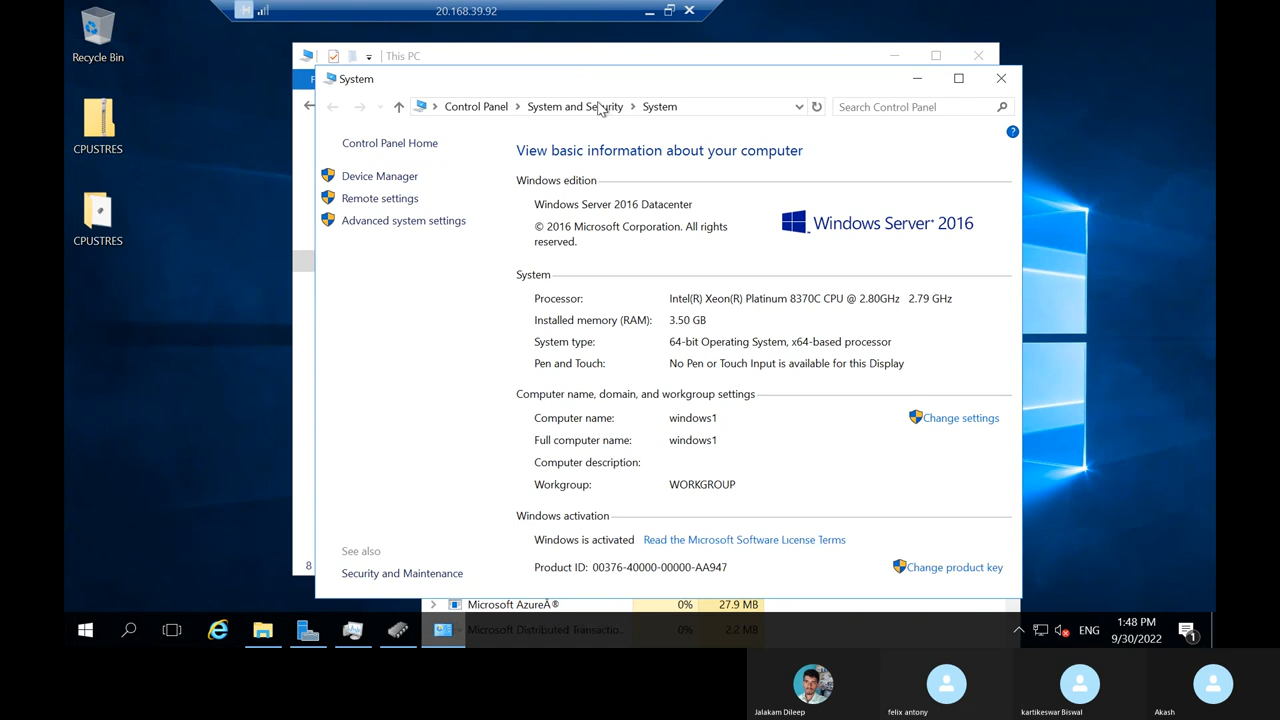 20.168.39.92
Recycle Bin
CPUSTRES
CPUSTRES
This PC
System
Control Panel
System and Security
System
Search Control Panel
Control Panel Home
Device Manager
Remote settings
Advanced system settings
See also
Security and Maintenance
View basic information about your computer
Windows edition
Windows Server 2016 Datacenter
© 2016 Microsoft Corporation. All rights
reserved.
Windows Server 2016
System
Processor: Intel(R) Xeon(R) Platinum 8370C CPU @ 2.80GHz 2.79 GHz
Installed memory (RAM): 3.50 GB
System type: 64-bit Operating System, x64-based processor
Pen and Touch: No Pen or Touch Input is available for this Display
Computer name, domain, and workgroup settings
Computer name: windows1
Change settings
Full computer name: windows1
Computer description:
Workgroup: WORKGROUP
Windows activation
Windows is activated Read the Microsoft Software License Terms
Product ID: 00376-40000-00000-AA947
Change product key
8
Microsoft AzureÂ® 0% 27.9 MB
Microsoft Distributed Transactio... 0% 2.2 MB
ENG
1:48 PM
9/30/2022
1
Jalakam Dileep
felix antony
kartikeswar Biswal
Akash